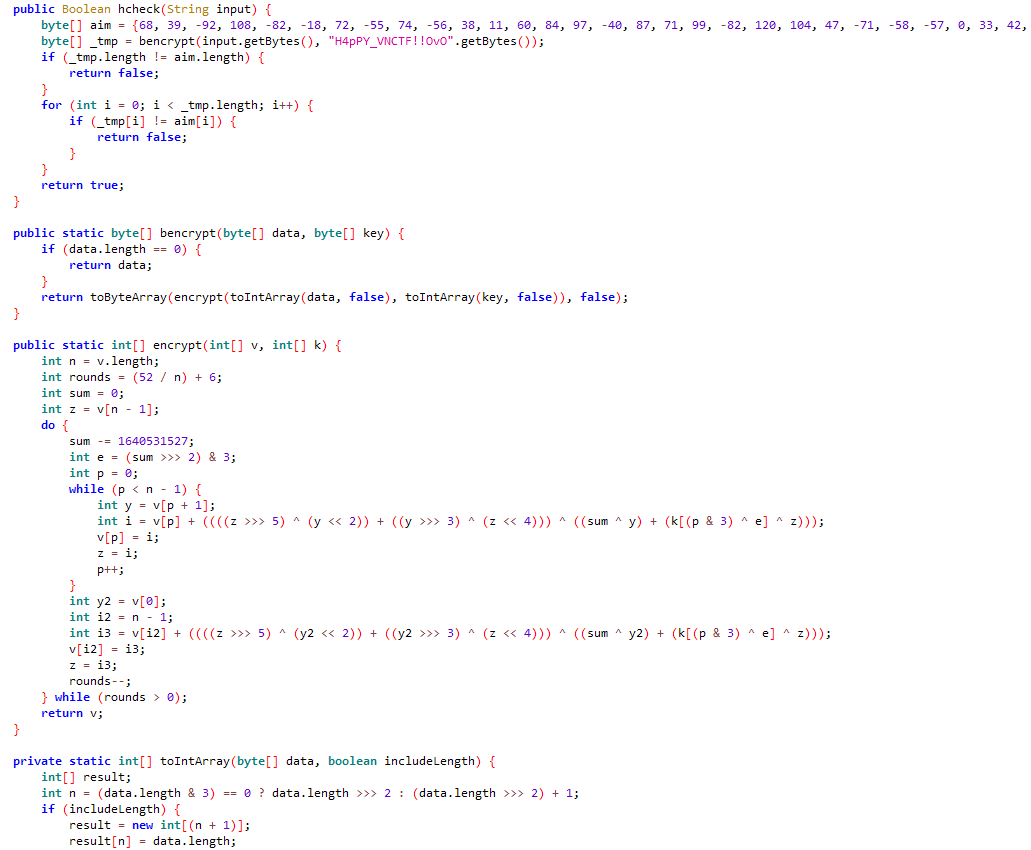 public Boolean hcheck(String input) {
    byte[] aim = {68, 39, -92, 108, -82, -18, 72, -55, 74, -56, 38, 11, 60, 84, 97, -40, 87, 71, 99, -82, 120, 104, 47, -71, -58, -57, 0, 33, 42,
    byte[] _tmp = bencrypt(input.getBytes(), "H4pPY_VNCTF!!OvO".getBytes());
    if (_tmp.length != aim.length) {
        return false;
    }
    for (int i = 0; i < _tmp.length; i++) {
        if (_tmp[i] != aim[i]) {
            return false;
        }
    }
    return true;
}
public static byte[] bencrypt(byte[] data, byte[] key) {
    if (data.length == 0) {
        return data;
    }
    return toByteArray(encrypt(toIntArray(data, false), toIntArray(key, false)), false);
}
public static int[] encrypt(int[] v, int[] k) {
    int n = v.length;
    int rounds = (52 / n) + 6;
    int sum = 0;
    int z = v[n - 1];
    do {
        sum -= 1640531527;
        int e = (sum >>> 2) & 3;
        int p = 0;
        while (p < n - 1) {
            int y = v[p + 1];
            int i = v[p] + ((((z >>> 5) ^ (y << 2)) + ((y >>> 3) ^ (z << 4))) ^ ((sum ^ y) + (k[(p & 3) ^ e] ^ z)));
            v[p] = i;
            z = i;
            p++;
        }
        int y2 = v[0];
        int i2 = n - 1;
        int i3 = v[i2] + ((((z >>> 5) ^ (y2 << 2)) + ((y2 >>> 3) ^ (z << 4))) ^ ((sum ^ y2) + (k[(p & 3) ^ e] ^ z)));
        v[i2] = i3;
        z = i3;
        rounds--;
    } while (rounds > 0);
    return v;
}
private static int[] toIntArray(byte[] data, boolean includeLength) {
    int[] result;
    int n = (data.length & 3) == 0 ? data.length >>> 2 : (data.length >>> 2) + 1;
    if (includeLength) {
        result = new int[(n + 1)];
        result[n] = data.length;